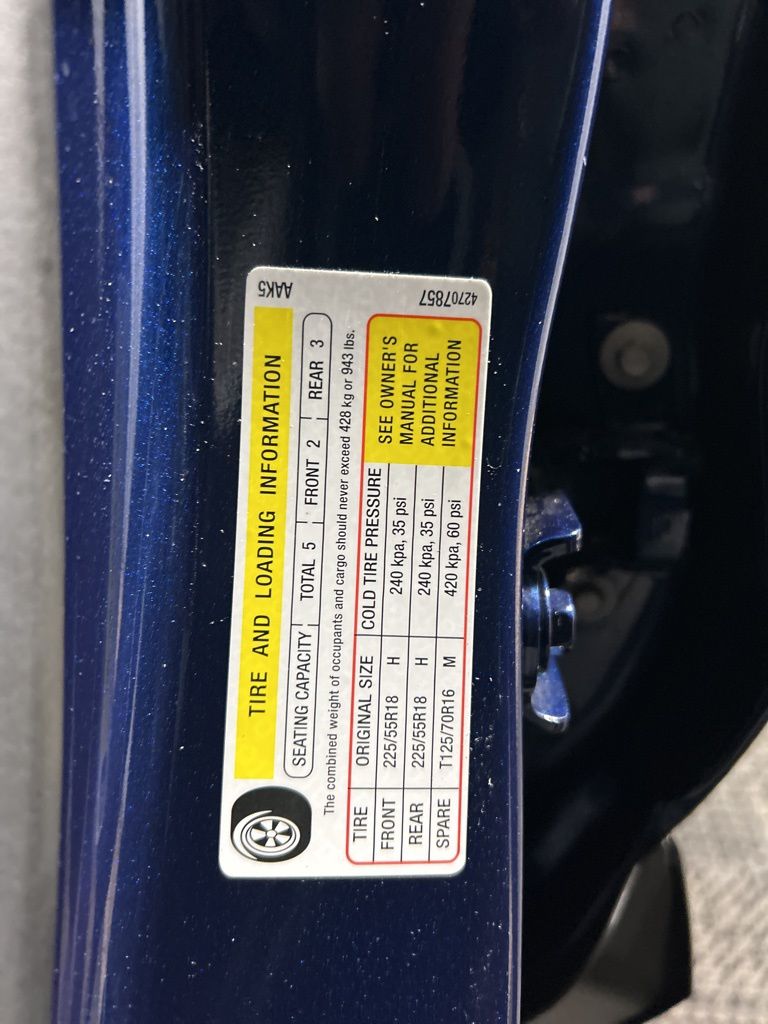 TIRE AND LOADING INFORMATION
AAK5
SEATING CAPACITY TOTAL 5 FRONT 2 REAR 3
The combined weight of occupants and cargo should never exceed 428 kg or 943 lbs.
TIRE ORIGINAL SIZE COLD TIRE PRESSURE
FRONT 225/55R18 H 240 kpa, 35 psi
REAR 225/55R18 H 240 kpa, 35 psi
SPARE T125/70R16 M 420 kpa, 60 psi
SEE OWNER'S
MANUAL FOR
ADDITIONAL
INFORMATION
42707857